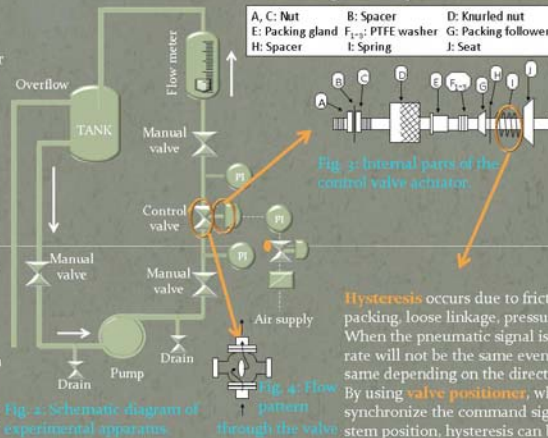 A, C: Nut B: Spacer D: Knurled nut
E: Packing gland F1-3: PTFE washer G: Packing follower
H: Spacer I: Spring J: Seat
Overflow
TANK
Flow meter
Manual
valve
PI
Control
valve
PI
PI
Manual
valve
Manual
valve
Air supply
Drain
Drain
Pump
A
B
C
D
E
F1-3
G
H
I
J
Fig. 3: Internal parts of the
control valve actuator.
Fig. 2: Schematic diagram of
experimental apparatus.
Fig. 4: Flow
pattern
through the valve
Hysteresis occurs due to frict
packing, loose linkage, pressu
When the pneumatic signal is
rate will not be the same even
same depending on the direct
By using valve positioner, wh
synchronize the command sig
stem position, hysteresis can l